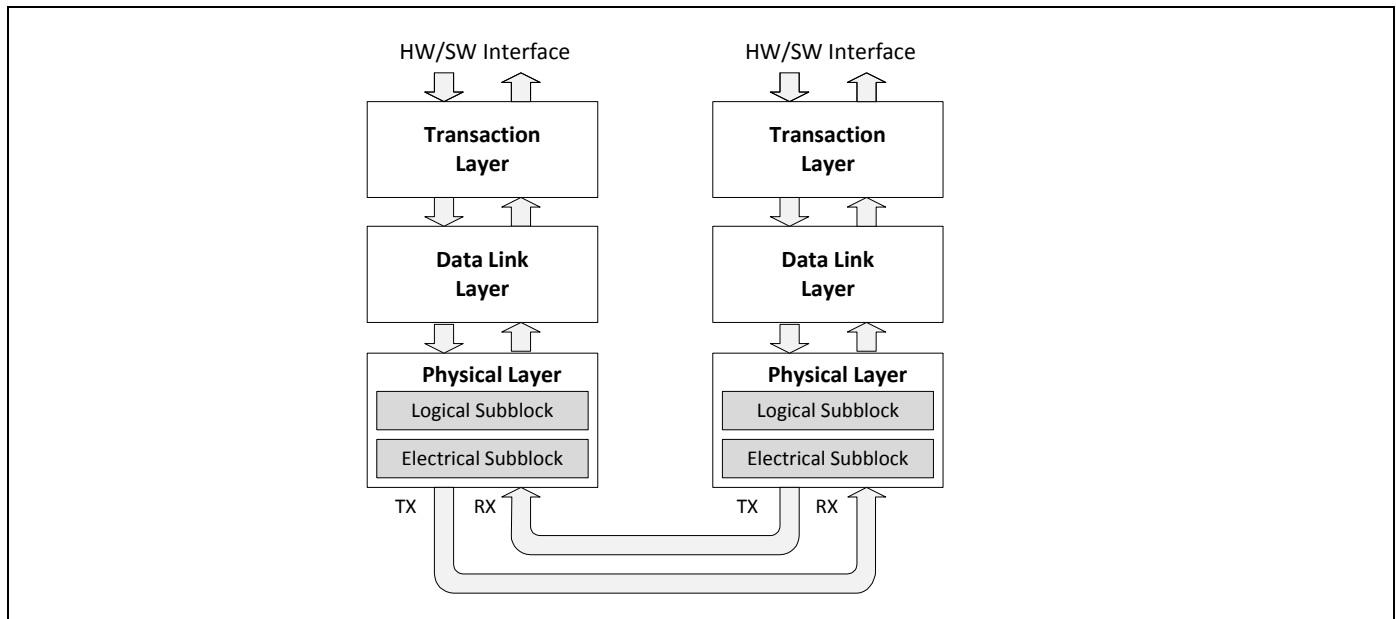 HW/SW Interface
HW/SW Interface
Transaction
Layer
Transaction
Layer
Data Link
Layer
Data Link
Layer
Physical Layer
Logical Subblock
Electrical Subblock
Physical Layer
Logical Subblock
Electrical Subblock
TX
RX
TX
RX